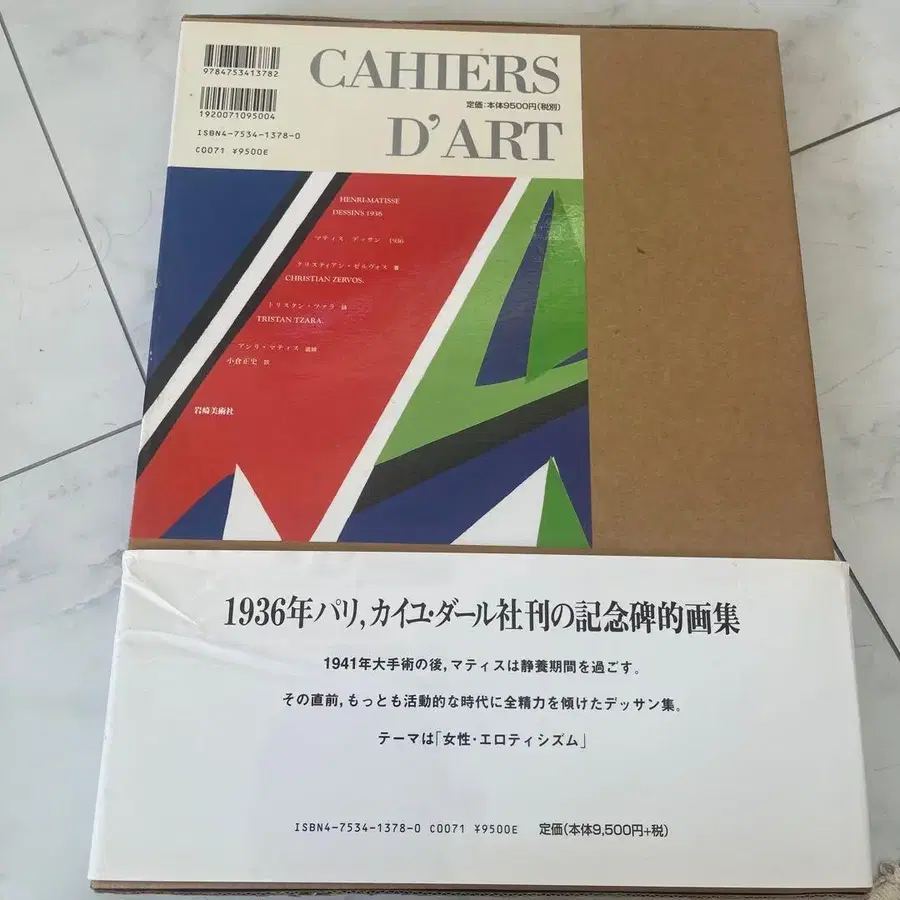 9784753413782
1920071095004
ISBN4-7534-1378-0
C0071 ¥9500E
CAHIERS
定価:本体9500円(税別)
D'ART
HENRI-MATISSE
DESSINS 1936
マティス デッサン 1936
クリスティアン・ゼルヴォス 著
CHRISTIAN ZERVOS.
トリスタン・ツァラ 詩
TRISTAN TZARA.
アンリ・マティス 装幀
小倉正史 訳
岩崎美術社
1936年パリ,カイユ・ダール社刊の記念碑的画集
1941年大手術の後,マティスは静養期間を過ごす。
その直前,もっとも活動的な時代に全精力を傾けたデッサン集。
テーマは「女性・エロティシズム」
ISBN4-7534-1378-0 C0071 ¥9500E 定価(本体9,500円+税)